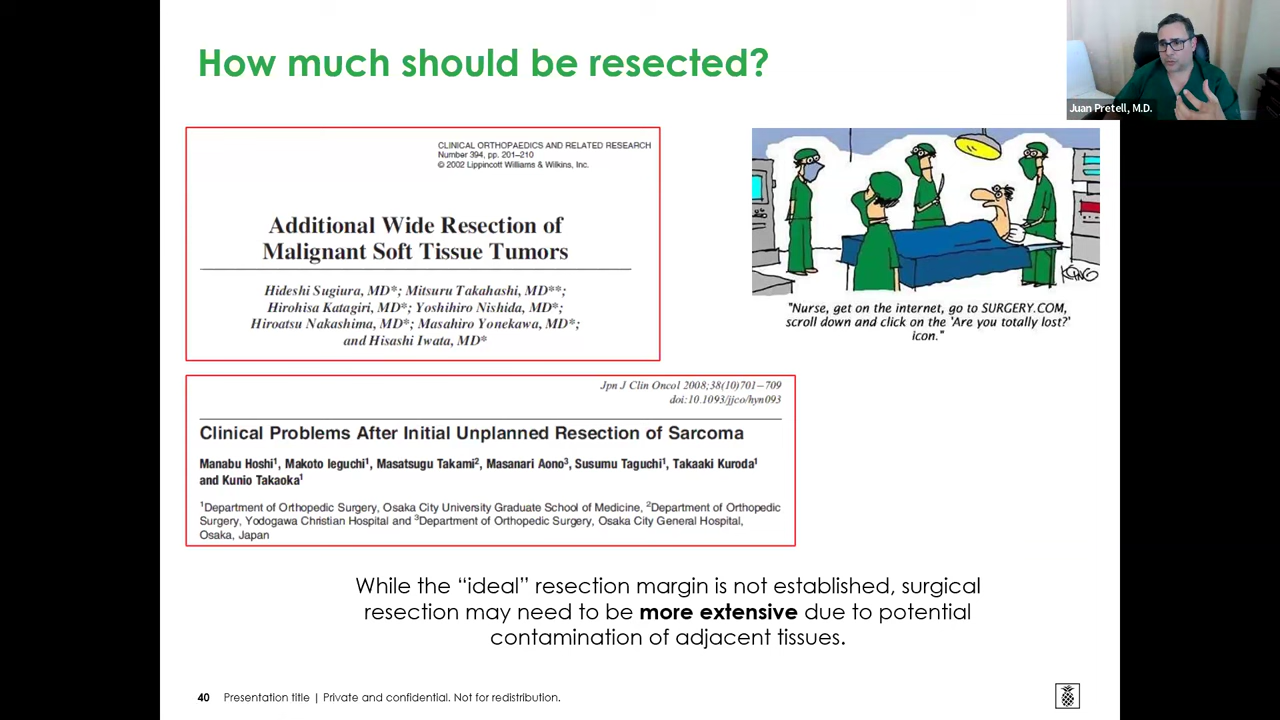 How much should be resected?
Juan Pretell, M.D.
CLINICAL ORTHOPAEDICS AND RELATED RESEARCH
Number 394, pp. 201–210
© 2002 Lippincott Williams & Wilkins, Inc.
Additional Wide Resection of
Malignant Soft Tissue Tumors
Hideshi Sugiura, MD*; Mitsuru Takahashi, MD**;
Hirohisa Katagiri, MD*; Yoshihiro Nishida, MD*;
Hiroatsu Nakashima, MD*; Masahiro Yonekawa, MD*;
and Hisashi Iwata, MD*
KING
"Nurse, get on the internet, go to SURGERY.COM,
scroll down and click on the 'Are you totally lost?'
icon."
Jpn J Clin Oncol 2008;38(10)701–709
doi:10.1093/jjco/hyn093
Clinical Problems After Initial Unplanned Resection of Sarcoma
Manabu Hoshi1, Makoto Ieguchi1, Masatsugu Takami2, Masanari Aono3, Susumu Taguchi1, Takaaki Kuroda1
and Kunio Takaoka1
1Department of Orthopedic Surgery, Osaka City University Graduate School of Medicine, 2Department of Orthopedic
Surgery, Yodogawa Christian Hospital and 3Department of Orthopedic Surgery, Osaka City General Hospital,
Osaka, Japan
While the “ideal” resection margin is not established, surgical
resection may need to be more extensive due to potential
contamination of adjacent tissues.
40 Presentation title | Private and confidential. Not for redistribution.